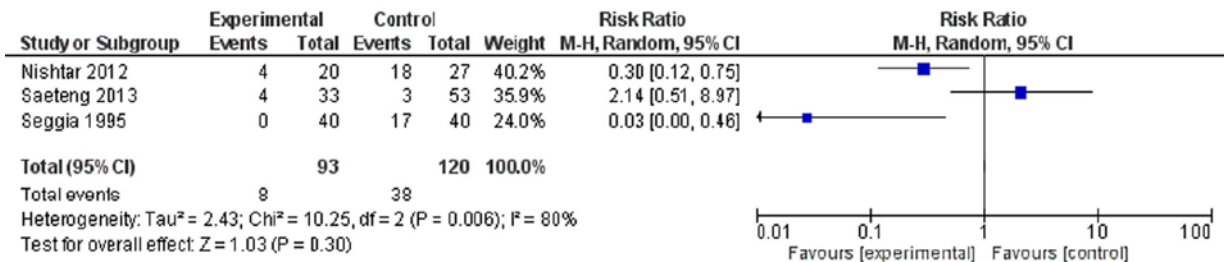 Experimental Control Risk Ratio Risk Ratio
Study or Subgroup Events Total Events Total Weight M-H, Random, 95% CI M-H, Random, 95% CI
Nishtar 2012 4 20 18 27 40.2% 0.30 [0.12, 0.75]
Saeteng 2013 4 33 3 53 35.9% 2.14 [0.51, 8.97]
Seggia 1995 0 40 17 40 24.0% 0.03 [0.00, 0.46]
Total (95% CI) 93 120 100.0%
Total events 8 38
Heterogeneity: Tau² = 2.43; Chi² = 10.25, df = 2 (P = 0.006); I² = 80%
Test for overall effect: Z = 1.03 (P = 0.30)
0.01 0.1 1 10 100
Favours [experimental] Favours [control]